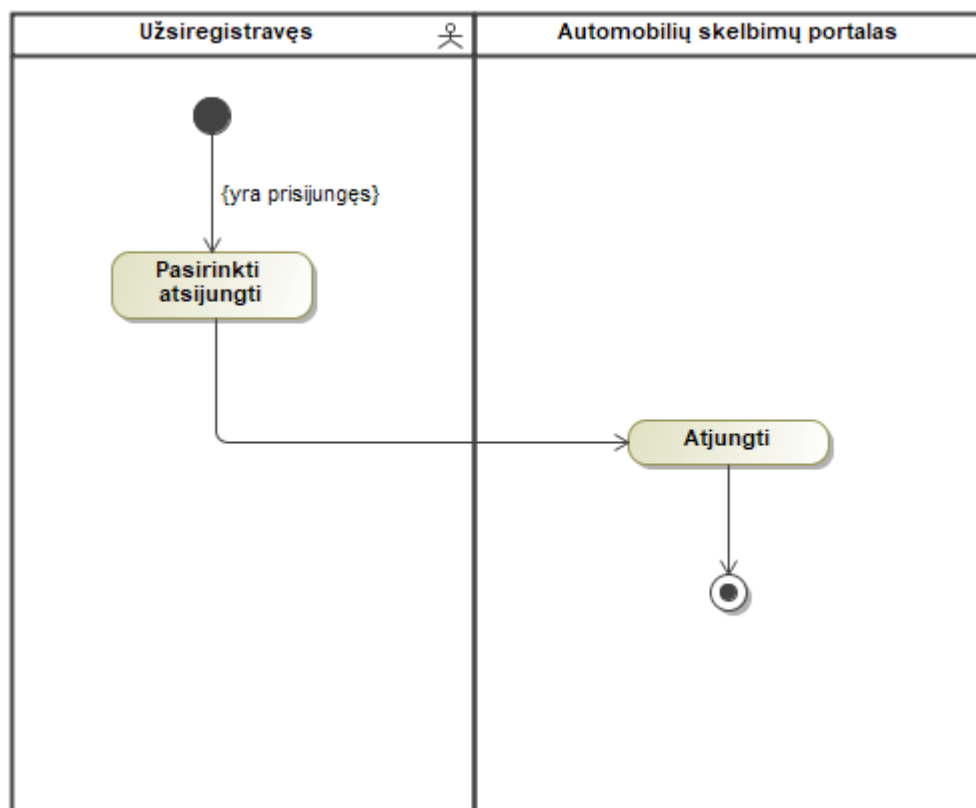 Užsiregistravęs
Automobilių skelbimų portalas
{yra prisijungęs}
Pasirinkti
atsijungti
Atjungti